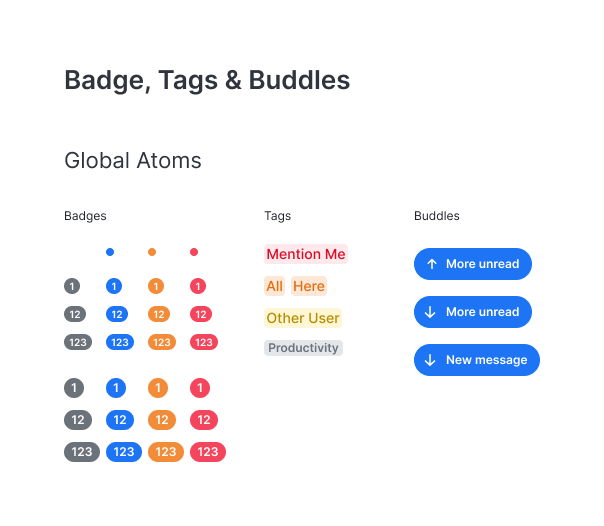 Badge, Tags & Buddles
Global Atoms
Badges
Tags
Buddles
1 1 1 1
12 12 12 12
123 123 123 123
1 1 1 1
12 12 12 12
123 123 123 123
Mention Me
All Here
Other User
Productivity
↑ More unread
↓ More unread
↓ New message